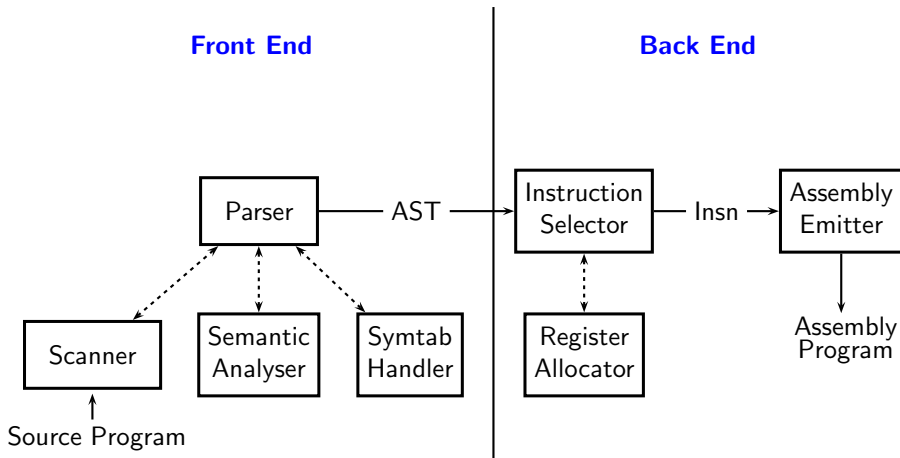 Front End
Back End
Parser
AST
Instruction
Selector
Insn
Assembly
Emitter
Scanner
Semantic
Analyser
Symtab
Handler
Register
Allocator
Assembly
Program
Source Program